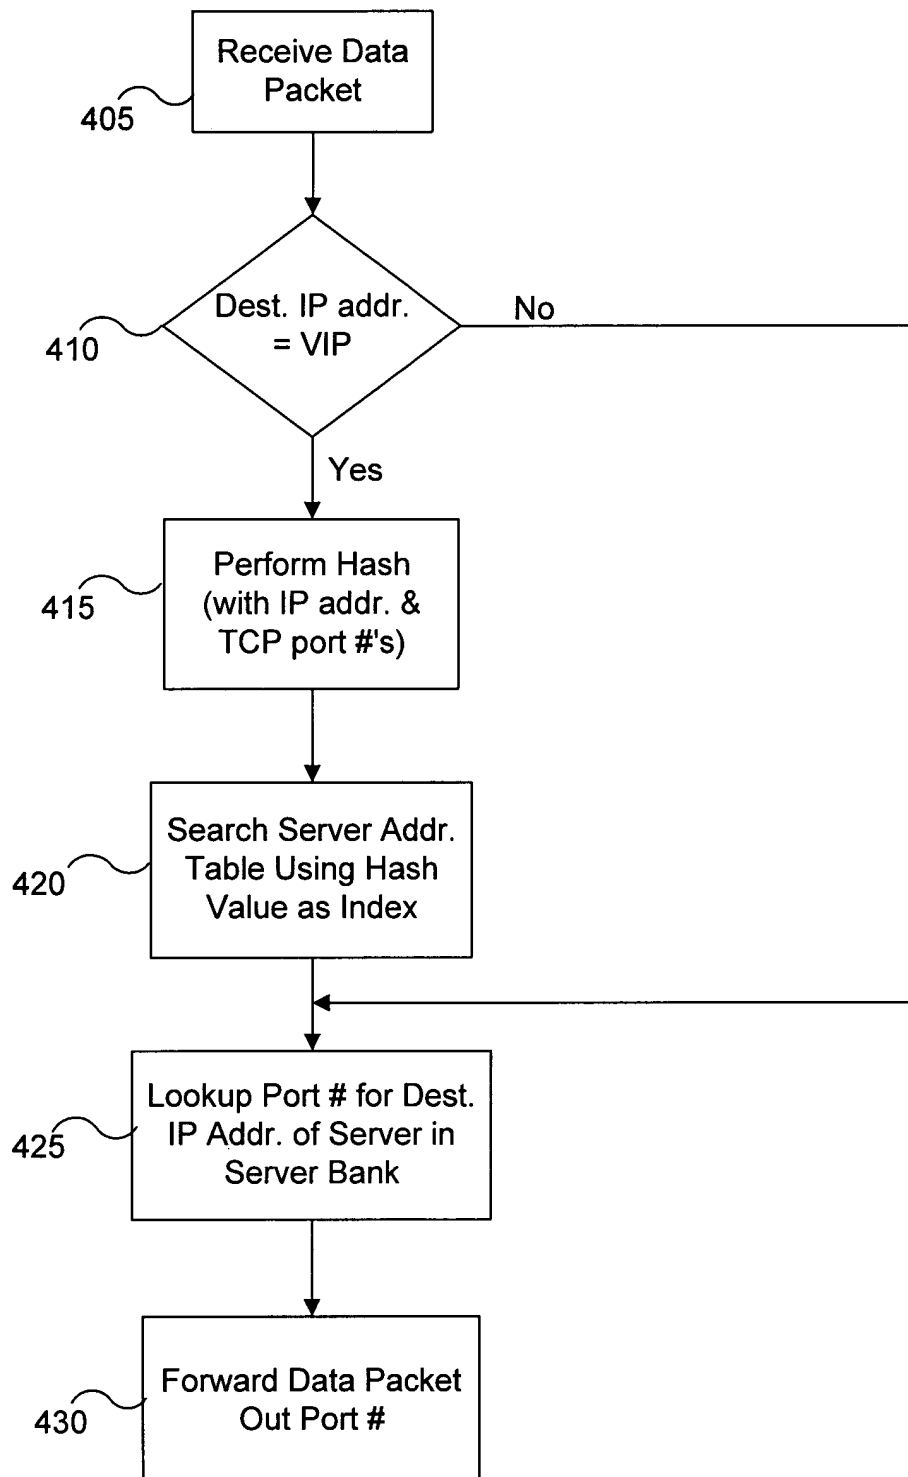 Receive Data
Packet
405
Dest. IP addr.
= VIP
No
410
Yes
Perform Hash
(with IP addr. &
TCP port #'s)
415
Search Server Addr.
Table Using Hash
Value as Index
420
Lookup Port # for Dest.
IP Addr. of Server in
Server Bank
425
Forward Data Packet
Out Port #
430